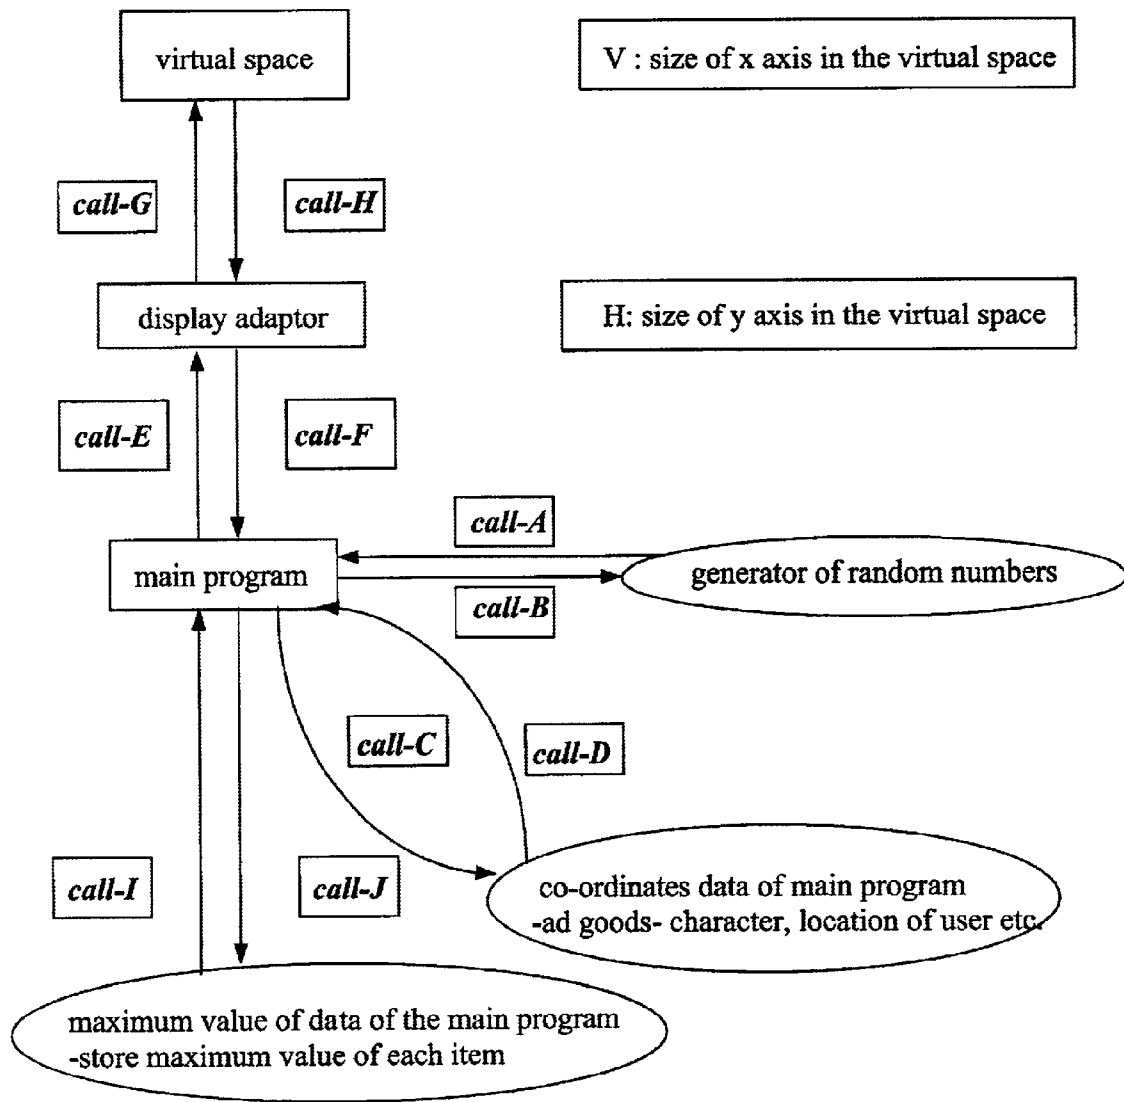 virtual space
V : size of x axis in the virtual space
call-G
call-H
display adaptor
H: size of y axis in the virtual space
call-E
call-F
call-A
main program
generator of random numbers
call-B
call-C
call-D
call-I
call-J
co-ordinates data of main program
-ad goods- character, location of user etc.
maximum value of data of the main program
-store maximum value of each item